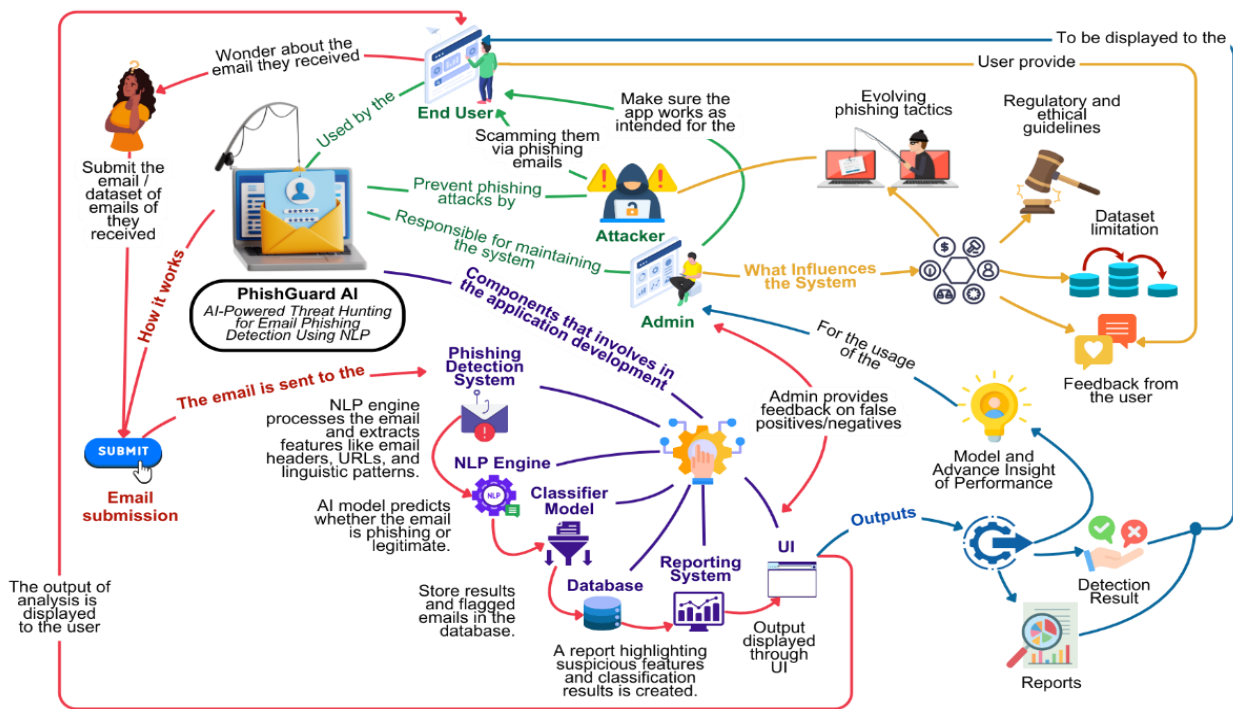 Wonder about the
email they received
To be displayed to the
User provide
End User
Used by the
Make sure the
app works as
intended for the
Scamming them
via phishing
emails
Evolving
phishing tactics
Regulatory and
ethical
guidelines
Submit the
email /
dataset of
emails of
they
received
Prevent phishing
attacks by
Attacker
Responsible for maintaining
the system
Admin
What Influences
the System
Dataset
limitation
$
Feedback from
the user
How it works
PhishGuard AI
AI-Powered Threat Hunting
for Email Phishing
Detection Using NLP
Components that involves in
the application development
For the usage
of the
The email is sent to the
Phishing
Detection
System
Admin provides
feedback on false
positives/negatives
Model and
Advance Insight
of Performance
NLP engine
processes the email
and extracts
features like email
headers, URLs, and
linguistic patterns.
SUBMIT
Email
submission
NLP Engine
NLP
Classifier
Model
AI model predicts
whether the email
is phishing or
legitimate.
Outputs
UI
Detection
Result
Database
Reporting
System
Store results
and flagged
emails in the
database.
The output of
analysis is
displayed
to the user
A report highlighting
suspicious features
and classification
results is created.
Output
displayed
through
UI
Reports